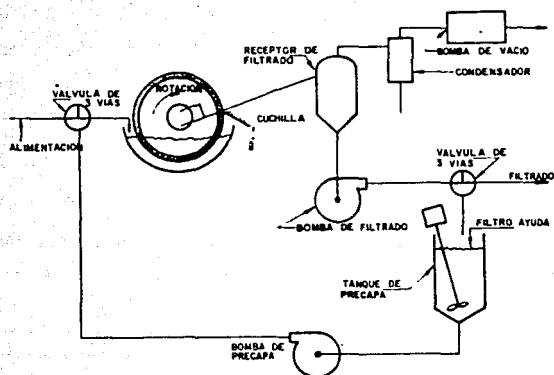 RECEPTOR DE
FILTRADO
BOMBA DE VACIO
CONDENSADOR
VALVULA DE
3 VIAS
ROTACION
CUCHILLA
ALIMENTACION
VALVULA DE
3 VIAS
FILTRADO
BOMBA DE FILTRADO
FILTRO AYUDA
TANQUE DE
PRECAPA
BOMBA DE
PRECAPA